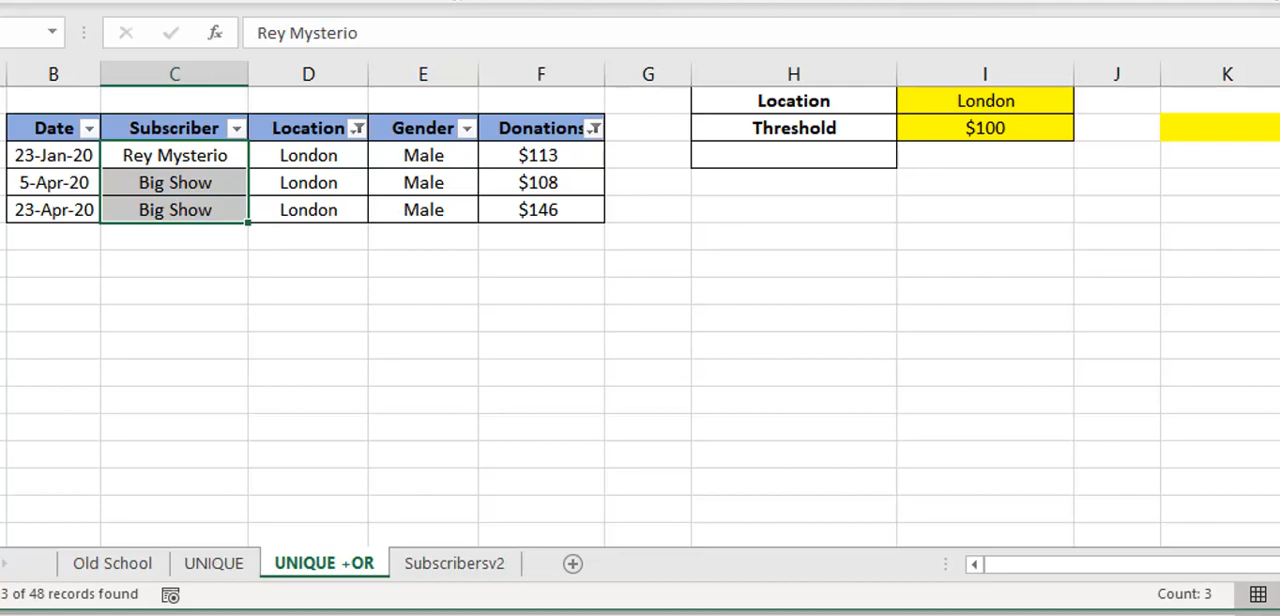 fx Rey Mysterio
B C D E F G H I J K
Location London
Date Subscriber Location Gender Donations Threshold $100
23-Jan-20 Rey Mysterio London Male $113
5-Apr-20 Big Show London Male $108
23-Apr-20 Big Show London Male $146
Old School UNIQUE UNIQUE +OR Subscribersv2
3 of 48 records found Count: 3